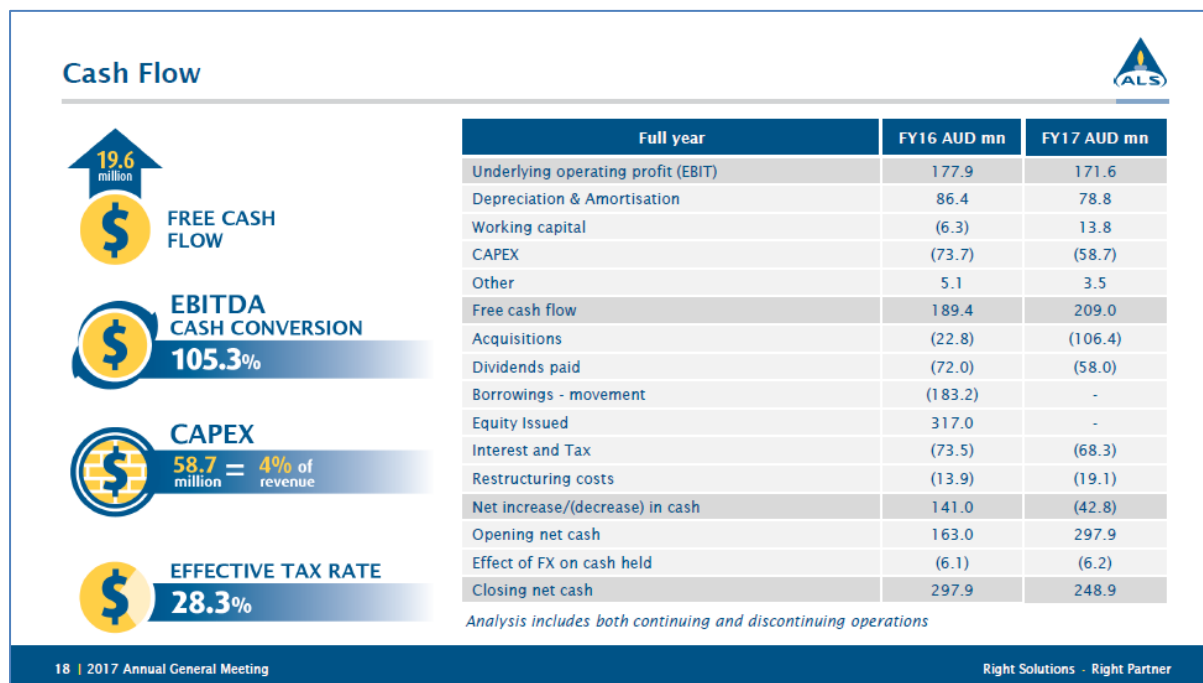 Cash Flow
ALS
19.6
million
FREE CASH
FLOW
EBITDA
CASH CONVERSION
105.3%
CAPEX
58.7 = 4% of
million revenue
EFFECTIVE TAX RATE
28.3%
Full year FY16 AUD mn FY17 AUD mn
Underlying operating profit (EBIT) 177.9 171.6
Depreciation & Amortisation 86.4 78.8
Working capital (6.3) 13.8
CAPEX (73.7) (58.7)
Other 5.1 3.5
Free cash flow 189.4 209.0
Acquisitions (22.8) (106.4)
Dividends paid (72.0) (58.0)
Borrowings - movement (183.2) -
Equity Issued 317.0 -
Interest and Tax (73.5) (68.3)
Restructuring costs (13.9) (19.1)
Net increase/(decrease) in cash 141.0 (42.8)
Opening net cash 163.0 297.9
Effect of FX on cash held (6.1) (6.2)
Closing net cash 297.9 248.9
Analysis includes both continuing and discontinuing operations
18 | 2017 Annual General Meeting
Right Solutions - Right Partner